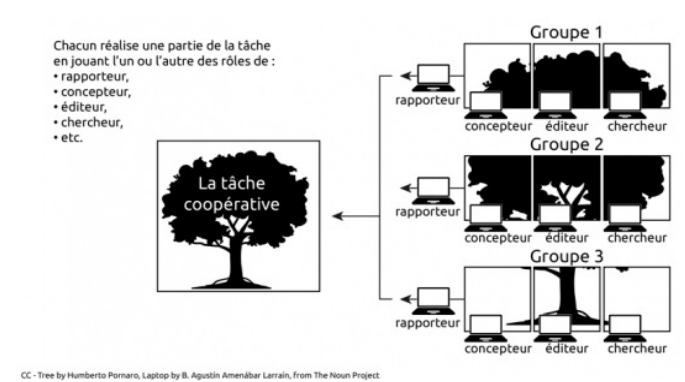 Chacun réalise une partie de la tâche
en jouant l'un ou l'autre des rôles de :
• rapporteur,
• concepteur,
• éditeur,
• chercheur,
• etc.
La tâche
coopérative
Groupe 1
rapporteur
concepteur éditeur chercheur
Groupe 2
rapporteur
concepteur éditeur chercheur
Groupe 3
rapporteur
concepteur éditeur chercheur
CC - Tree by Humberto Pornaro, Laptop by B. Agustín Amenábar Larraín, from The Noun Project